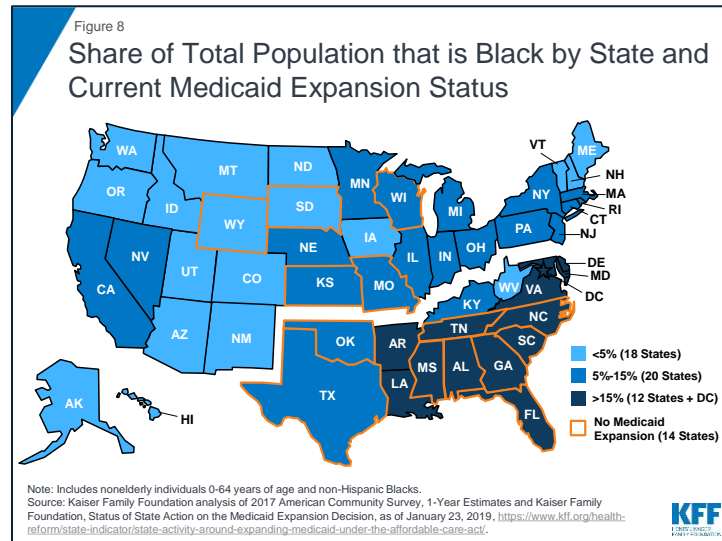 Figure 8
Share of Total Population that is Black by State and
Current Medicaid Expansion Status
WA
OR
CA
NV
ID
MT
WY
UT
AZ
CO
NM
ND
SD
NE
KS
OK
TX
MN
IA
MO
AR
LA
WI
IL
MS
MI
IN
OH
KY
TN
AL
GA
FL
SC
NC
VA
WV
PA
NY
VT
ME
NH
MA
RI
CT
NJ
DE
MD
DC
AK
HI
<5% (18 States)
5%-15% (20 States)
>15% (12 States + DC)
No Medicaid
Expansion (14 States)
Note: Includes nonelderly individuals 0-64 years of age and non-Hispanic Blacks.
Source: Kaiser Family Foundation analysis of 2017 American Community Survey, 1-Year Estimates and Kaiser Family
Foundation, Status of State Action on the Medicaid Expansion Decision, as of January 23, 2019, https://www.kff.org/health-
reform/state-indicator/state-activity-around-expanding-medicaid-under-the-affordable-care-act/.
KFF
HENRY J KAISER
FAMILY FOUNDATION